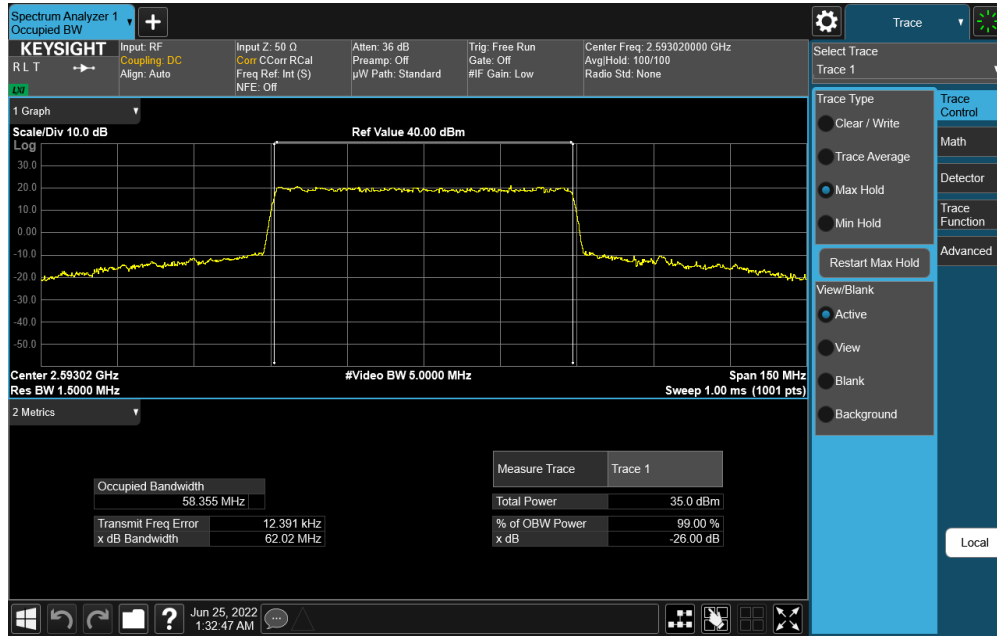 Spectrum Analyzer 1
Occupied BW
Trace
KEYSIGHT
R L T
LXI
Input: RF
Coupling: DC
Align: Auto
Input Z: 50 Ω
Corr CCorr RCal
Freq Ref: Int (S)
NFE: Off
Atten: 36 dB
Preamp: Off
µW Path: Standard
Trig: Free Run
Gate: Off
#IF Gain: Low
Center Freq: 2.593020000 GHz
Avg|Hold: 100/100
Radio Std: None
Select Trace
Trace 1
1 Graph
Scale/Div 10.0 dB
Ref Value 40.00 dBm
Log
30.0
20.0
10.0
0.00
-10.0
-20.0
-30.0
-40.0
-50.0
Center 2.59302 GHz
#Video BW 5.0000 MHz
Span 150 MHz
Res BW 1.5000 MHz
Sweep 1.00 ms (1001 pts)
Trace Type
Clear / Write
Trace Average
Max Hold
Min Hold
Restart Max Hold
View/Blank
Active
View
Blank
Background
Trace
Control
Math
Detector
Trace
Function
Advanced
Local
2 Metrics
Occupied Bandwidth
58.355 MHz
Transmit Freq Error 12.391 kHz
x dB Bandwidth 62.02 MHz
Measure Trace Trace 1
Total Power 35.0 dBm
% of OBW Power 99.00 %
x dB -26.00 dB
?
Jun 25, 2022
1:32:47 AM